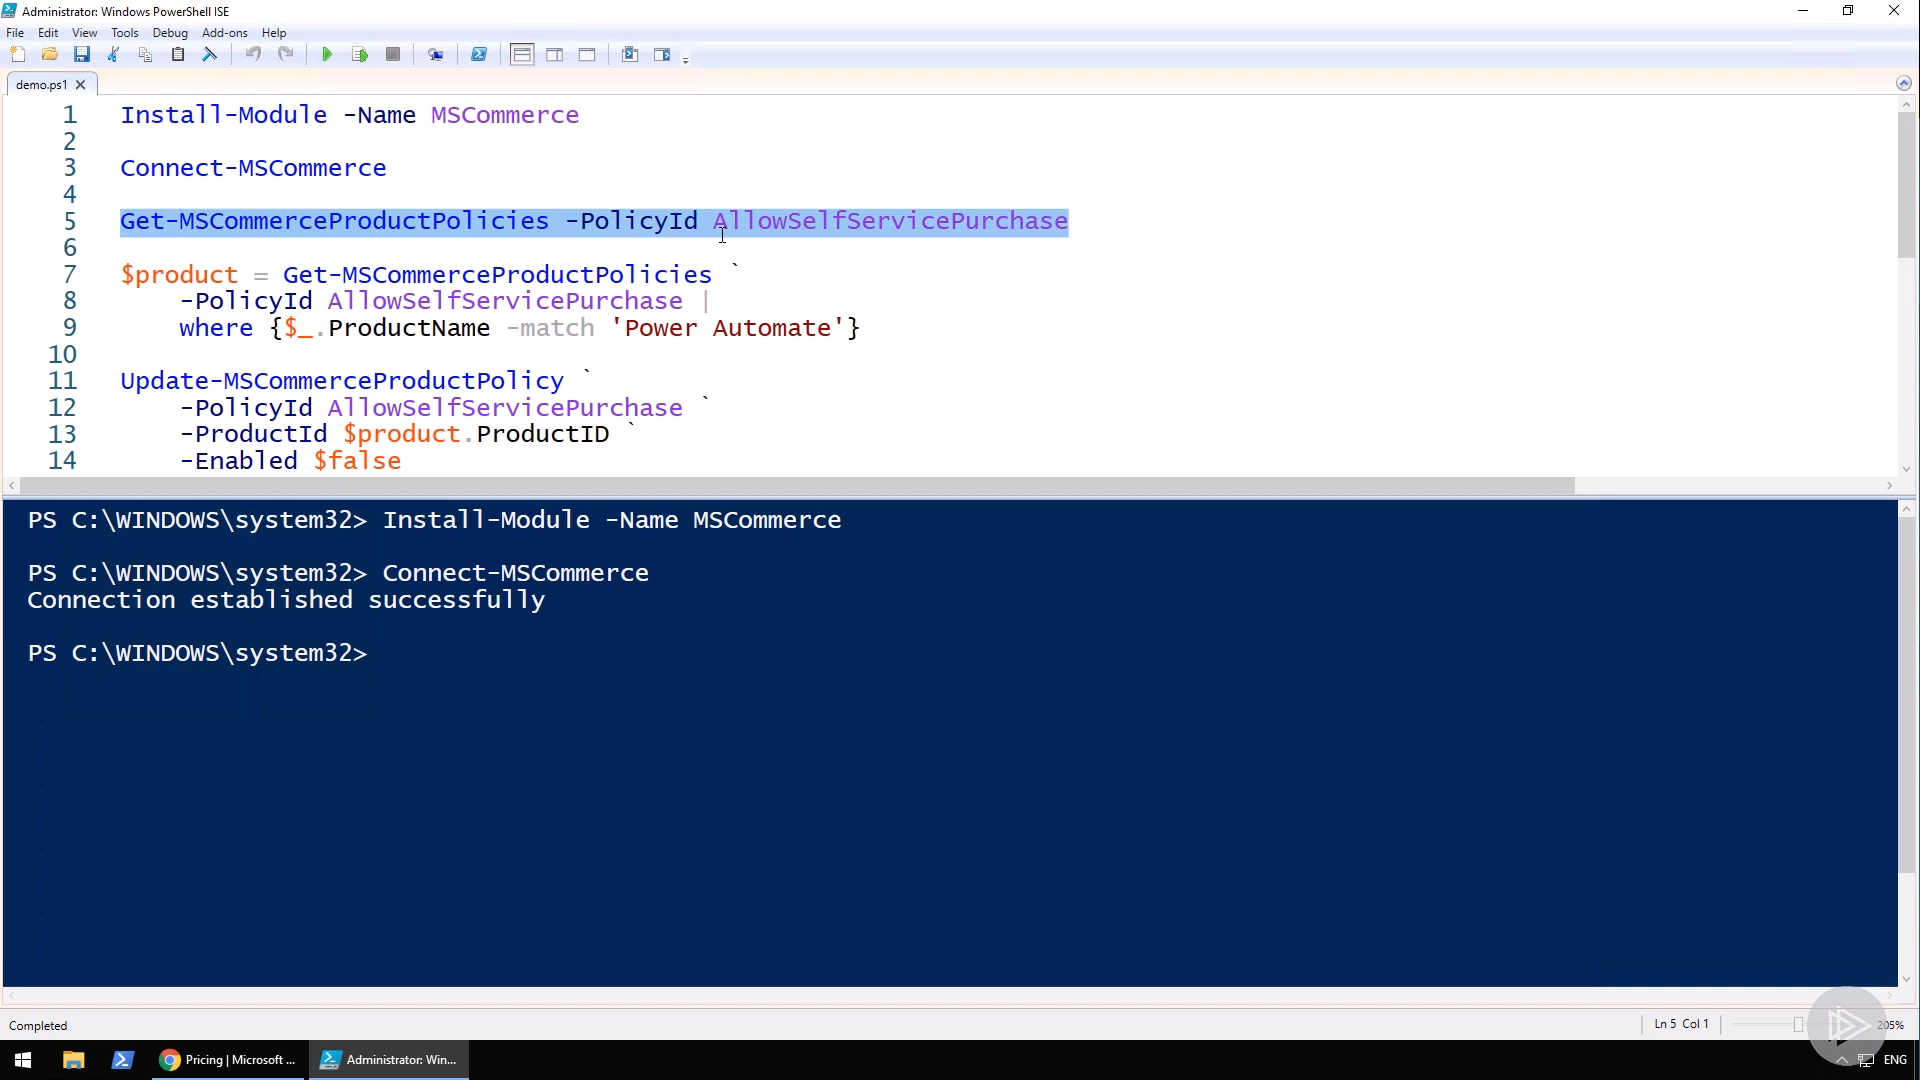 Administrator: Windows PowerShell ISE
File Edit View Tools Debug Add-ons Help
demo.ps1
1 Install-Module -Name MSCommerce
2
3 Connect-MSCommerce
4
5 Get-MSCommerceProductPolicies -PolicyId AllowSelfServicePurchase
6
7 $product = Get-MSCommerceProductPolicies `
8 -PolicyId AllowSelfServicePurchase |
9 where {$_.ProductName -match 'Power Automate'}
10
11 Update-MSCommerceProductPolicy `
12 -PolicyId AllowSelfServicePurchase `
13 -ProductId $product.ProductID `
14 -Enabled $false
PS C:\WINDOWS\system32> Install-Module -Name MSCommerce
PS C:\WINDOWS\system32> Connect-MSCommerce
Connection established successfully
PS C:\WINDOWS\system32>
Completed
Ln 5 Col 1
205%
Pricing | Microsoft ...
Administrator: Win...
ENG